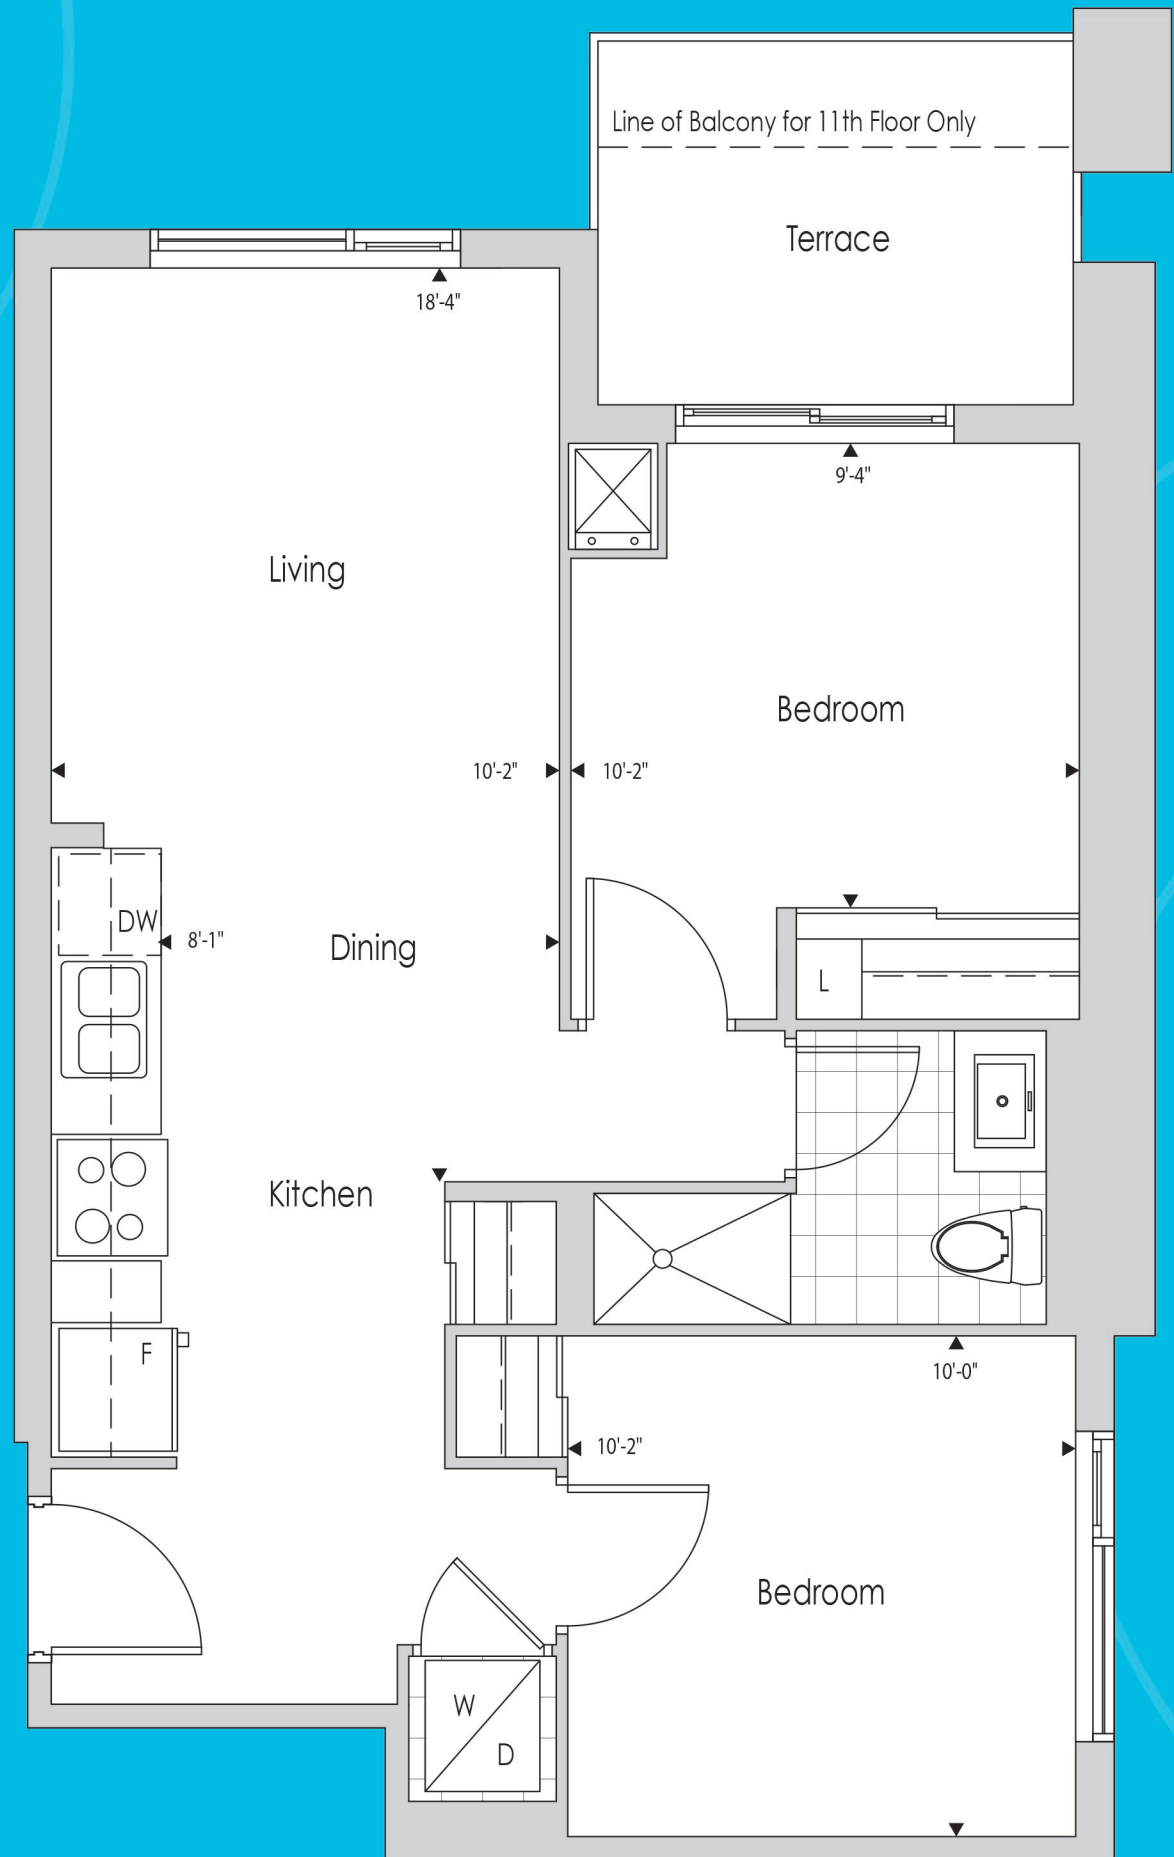 Line of Balcony for 11th Floor Only
Terrace
18'-4"
9'-4"
Living
Bedroom
10'-2"
10'-2"
DW
8'-1"
Dining
L
Kitchen
F
10'-0"
10'-2"
Bedroom
W
D